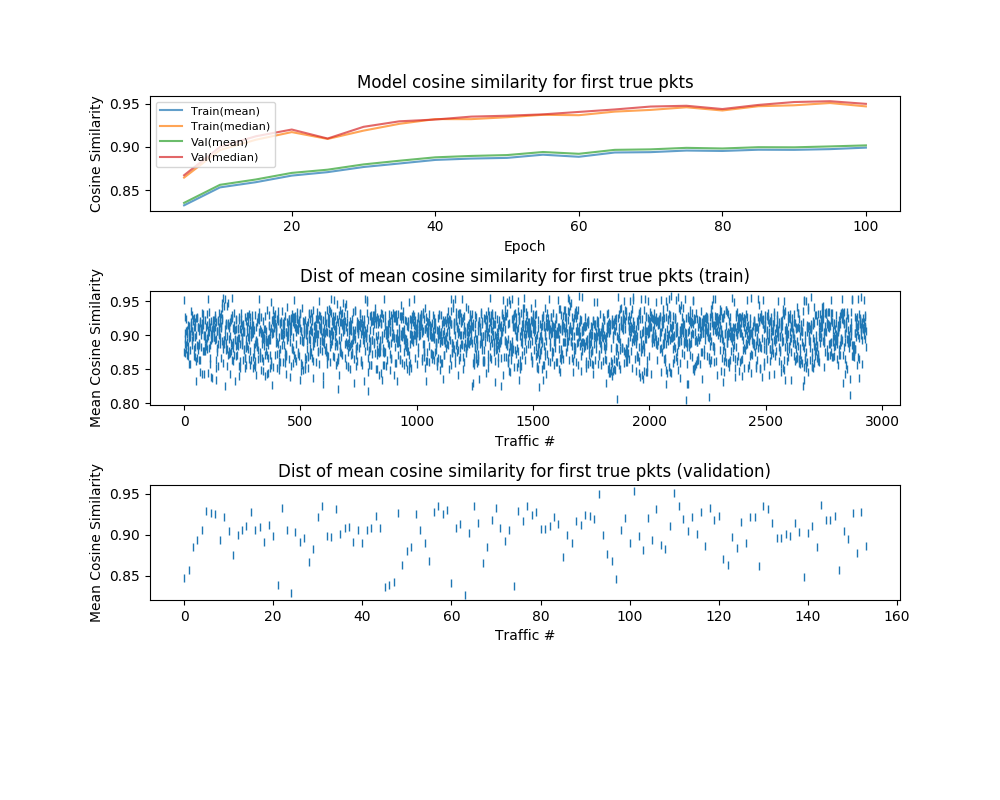 Model cosine similarity for first true pkts
Cosine Similarity
0.95
0.90
0.85
Train(mean)
Train(median)
Val(mean)
Val(median)
20 40 60 80 100
Epoch
Dist of mean cosine similarity for first true pkts (train)
Mean Cosine Similarity
0.95
0.90
0.85
0.80
0 500 1000 1500 2000 2500 3000
Traffic #
Dist of mean cosine similarity for first true pkts (validation)
Mean Cosine Similarity
0.95
0.90
0.85
0 20 40 60 80 100 120 140 160
Traffic #